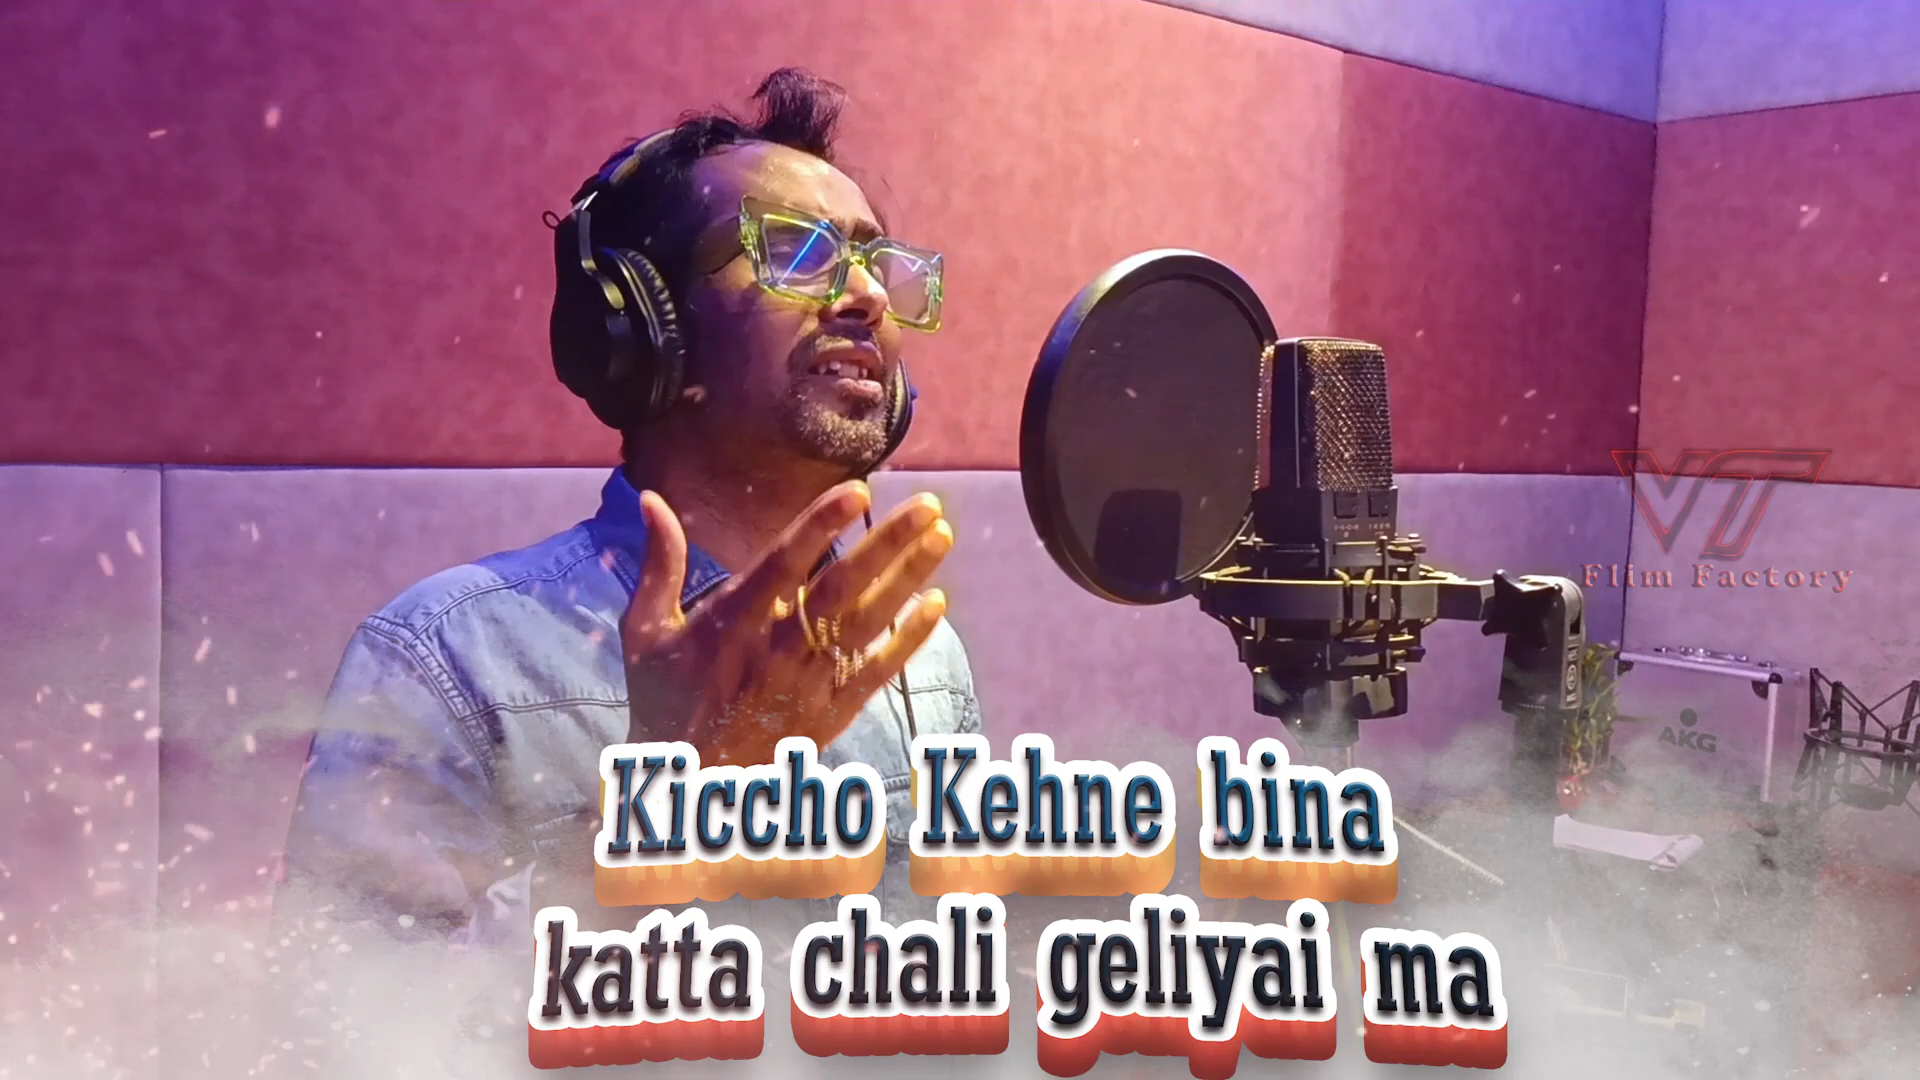 VT
Flim Factory
AKG
Kiccho Kehne bina
katta chali geliyai ma